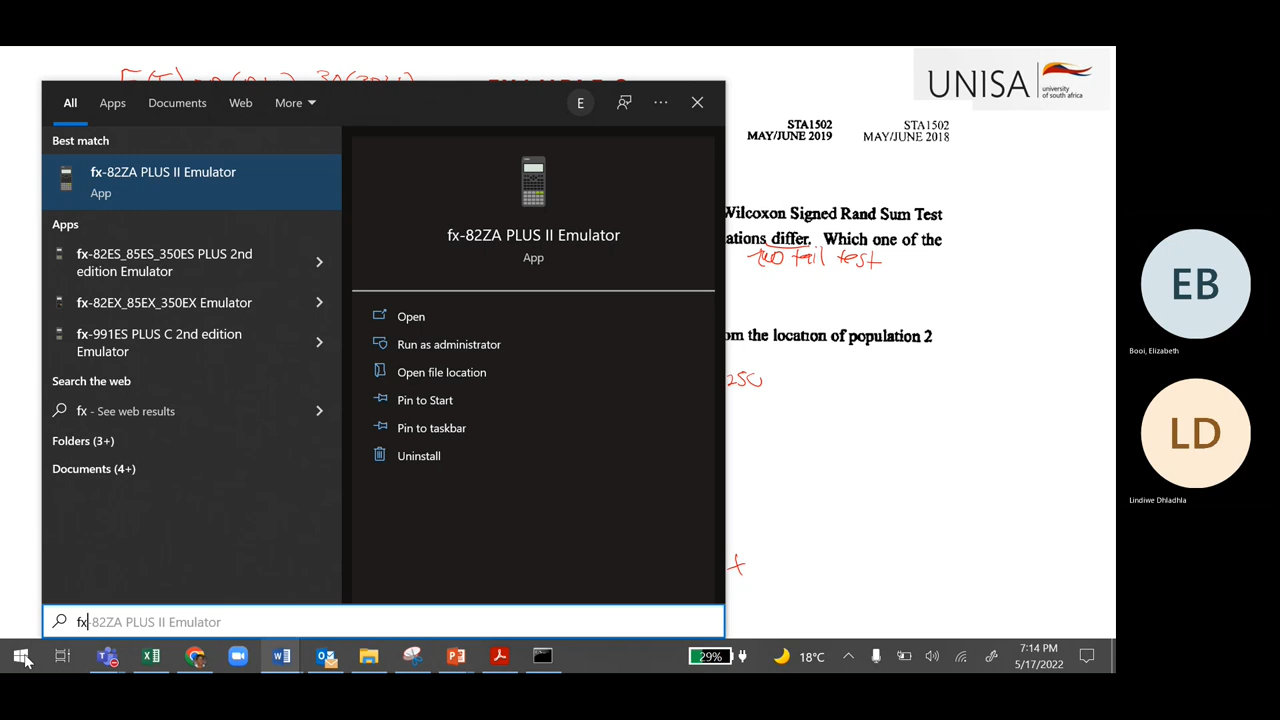 E(T) = n(n+1)
UNISA
university
of south africa
STA1502
MAY/JUNE 2019
STA1502
MAY/JUNE 2018
All
Apps
Documents
Web
More
E
Best match
fx-82ZA PLUS II Emulator
App
Apps
fx-82ES_85ES_350ES PLUS 2nd
edition Emulator
fx-82EX_85EX_350EX Emulator
fx-991ES PLUS C 2nd edition
Emulator
Search the web
fx - See web results
Folders (3+)
Documents (4+)
fx-82ZA PLUS II Emulator
App
Open
Run as administrator
Open file location
Pin to Start
Pin to taskbar
Uninstall
Wilcoxon Signed Rand Sum Test
ations differ. Which one of the
two tail test
om the location of population 2
250
+
fx-82ZA PLUS II Emulator
29%
18°C
7:14 PM
5/17/2022
EB
Booi, Elizabeth
LD
Lindiwe Dhladhla